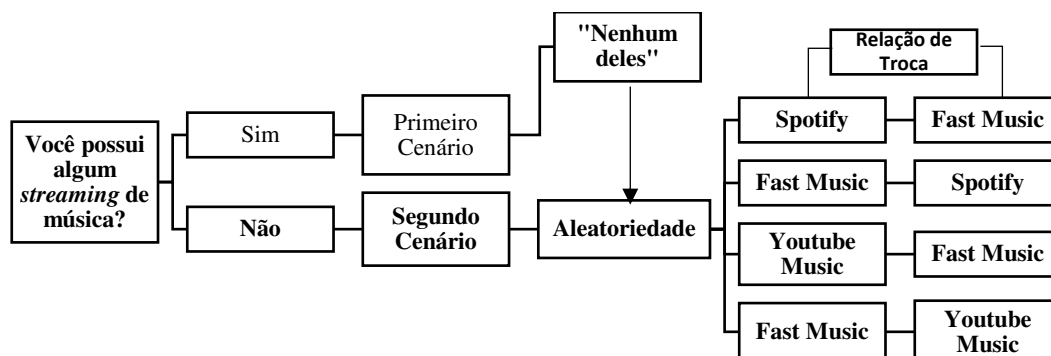 Você possui
algum
streaming de
música?
Sim
Não
Primeiro
Cenário
Segundo
Cenário
"Nenhum
deles"
Aleatoriedade
Relação de
Troca
Spotify
Fast Music
Fast Music
Spotify
Youtube
Music
Fast Music
Fast Music
Youtube
Music